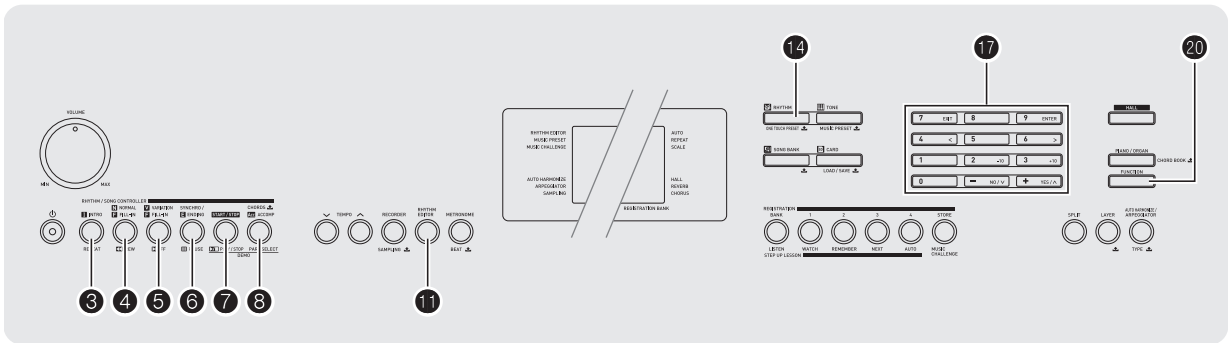 14
17
20
VOLUME
MIN
MAX
RHYTHM / SONG CONTROLLER
I INTRO
N NORMAL
F FILL-IN
V VARIATION
F FILL-IN
SYNCHRO /
E ENDING
START / STOP
CHORDS
ACCOMP
REPEAT
PLAY / STOP
PART SELECT
DEMO
3
4
5
6
7
8
TEMPO
RECORDER
SAMPLING
RHYTHM
EDITOR
METRONOME
BEAT
11
RHYTHM EDITOR
MUSIC PRESET
MUSIC CHALLENGE
AUTO HARMONIZE
ARPEGGIATOR
SAMPLING
AUTO
REPEAT
SCALE
HALL
REVERB
CHORUS
REGISTRATION BANK
RHYTHM
TONE
ONE TOUCH PRESET
MUSIC PRESET
SONG BANK
CARD
LOAD / SAVE
7 EXIT
8
9 ENTER
4 <
5
6 >
1
2 -10
3 +10
0
− NO / ∨
+ YES / ∧
REGISTRATION
BANK
1
2
3
4
STORE
LISTEN
WATCH
REMEMBER
NEXT
AUTO
MUSIC
CHALLENGE
STEP UP LESSON
HALL
PIANO / ORGAN
CHORD BOOK
FUNCTION
SPLIT
LAYER
AUTO HARMONIZE/
ARPEGGIATOR
TYPE